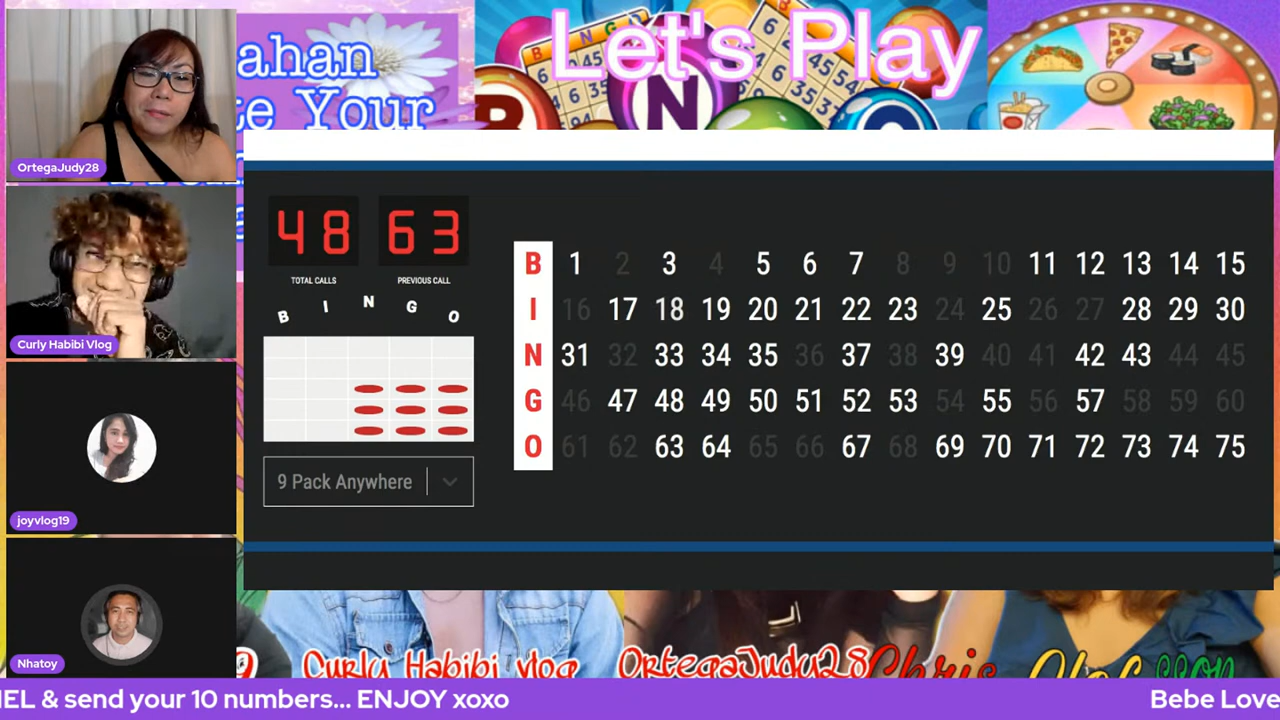 OrtegaJudy28
Curly Habibi Vlog
joyvlog19
Nhatoy
ahan
te Your
Let's Play
BINGO
N
48 63
TOTAL CALLS PREVIOUS CALL
B I N G O
9 Pack Anywhere
B 1 2 3 4 5 6 7 8 9 10 11 12 13 14 15
I 16 17 18 19 20 21 22 23 24 25 26 27 28 29 30
N 31 32 33 34 35 36 37 38 39 40 41 42 43 44 45
G 46 47 48 49 50 51 52 53 54 55 56 57 58 59 60
O 61 62 63 64 65 66 67 68 69 70 71 72 73 74 75
9 Curly Habibi vlog OrtegaJudy28 Chris
NEL & send your 10 numbers... ENJOY xoxo Bebe Love